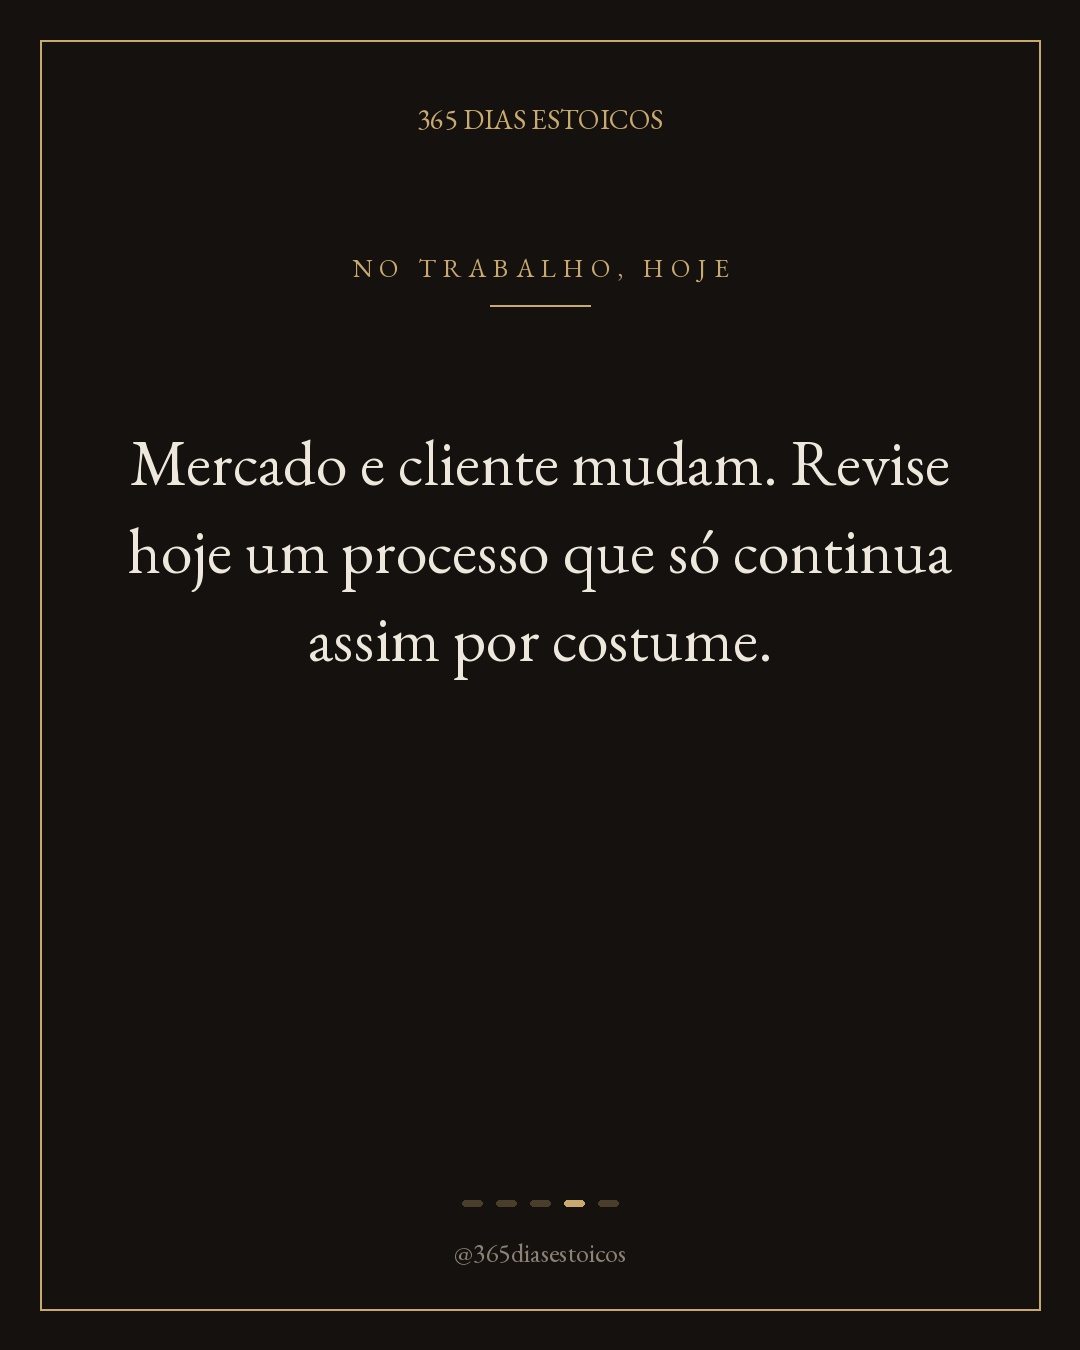 365 DIAS ESTOICOS
NO TRABALHO, HOJE
Mercado e cliente mudam. Revise
hoje um processo que só continua
assim por costume.
@365diasestoicos